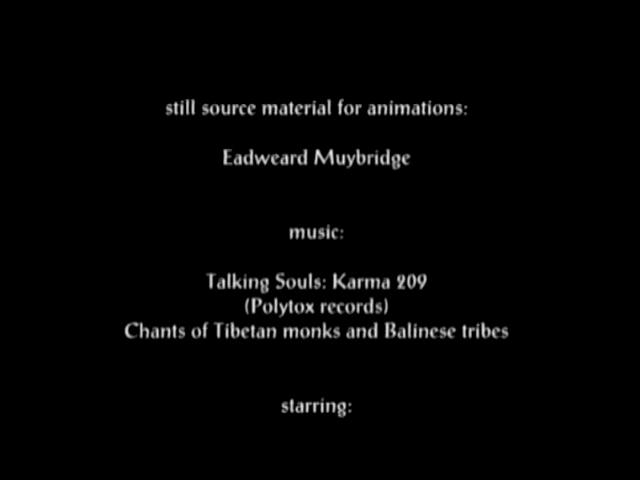 still source material for animations:
Eadweard Muybridge
music:
Talking Souls: Karma 209
(Polytox records)
Chants of Tibetan monks and Balinese tribes
starring: